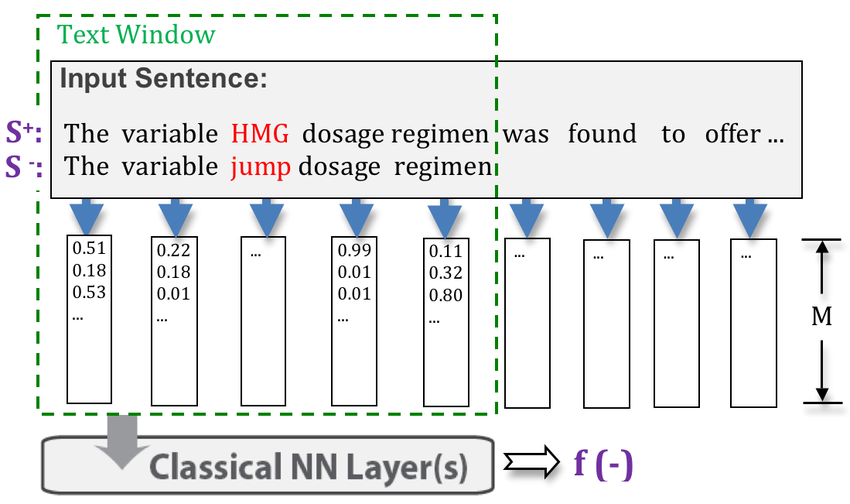 Text Window
Input Sentence:
S+: The variable HMG dosage regimen was found to offer ...
S -: The variable jump dosage regimen
0.51 0.22 ... 0.99 0.11 ... ... ... ...
0.18 0.18 0.01 0.32
0.53 0.01 0.01 0.80
... ... ... ...
M
Classical NN Layer(s) f (-)